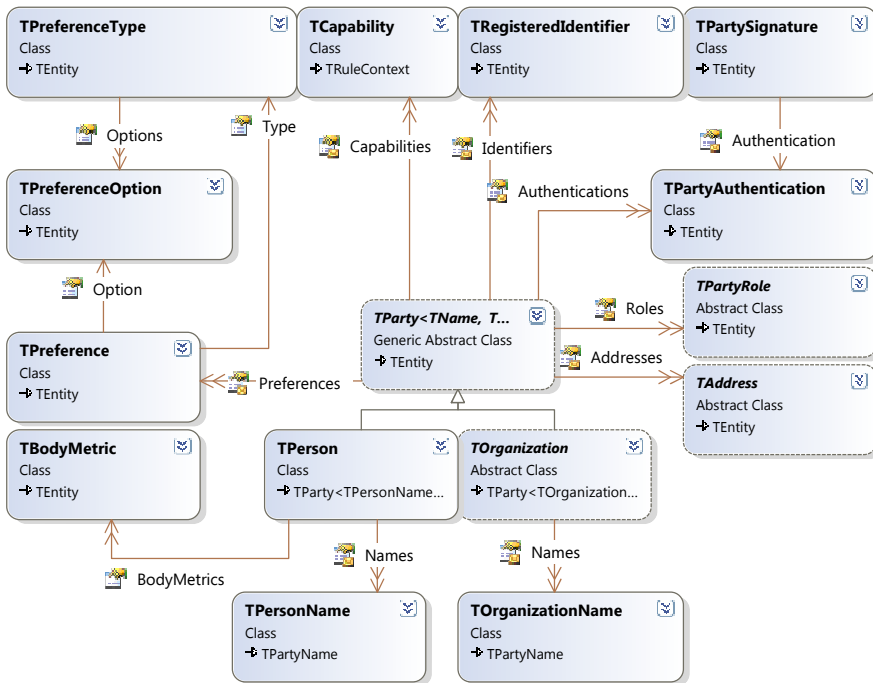 TPreferenceType
Class
TEntity
TCapability
Class
TRuleContext
TRegisteredIdentifier
Class
TEntity
TPartySignature
Class
TEntity
Options
Type
Capabilities
Identifiers
Authentication
Authentications
TPreferenceOption
Class
TEntity
TPartyAuthentication
Class
TEntity
Option
TParty<TName, T...
Generic Abstract Class
TEntity
Roles
Addresses
TPartyRole
Abstract Class
TEntity
TPreference
Class
TEntity
Preferences
TAddress
Abstract Class
TEntity
TBodyMetric
Class
TEntity
TPerson
Class
TParty<TPersonName...
TOrganization
Abstract Class
TParty<TOrganization...
BodyMetrics
Names
Names
TPersonName
Class
TPartyName
TOrganizationName
Class
TPartyName